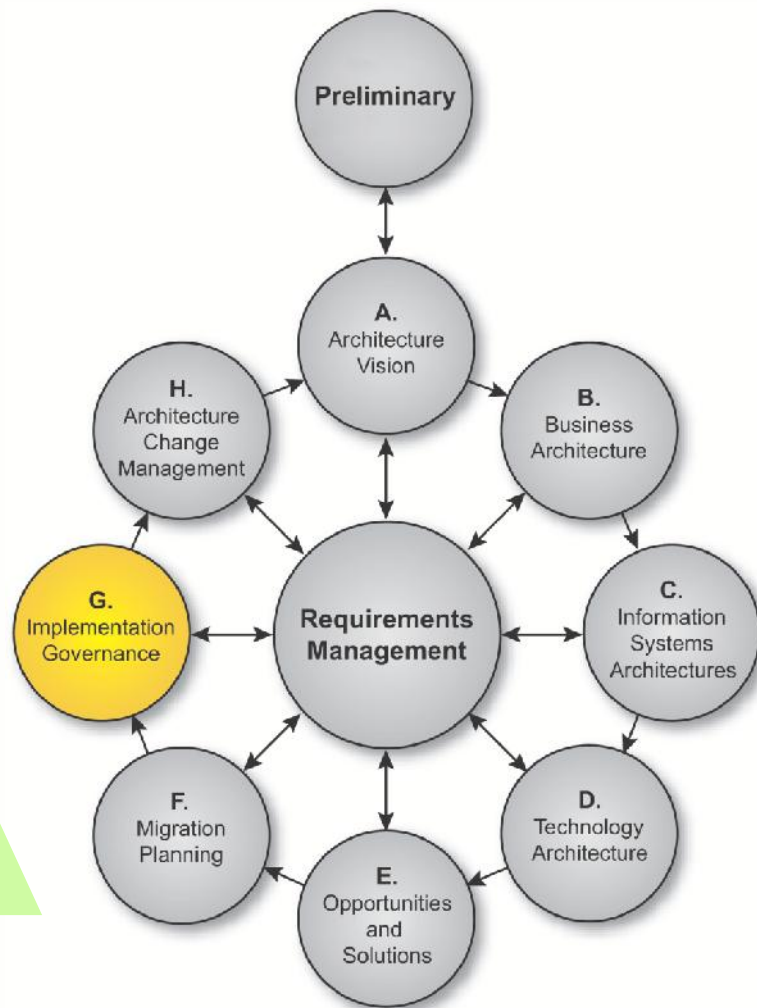 Preliminary
A.
Architecture
Vision
H.
Architecture
Change
Management
B.
Business
Architecture
G.
Implementation
Governance
Requirements
Management
C.
Information
Systems
Architectures
F.
Migration
Planning
D.
Technology
Architecture
E.
Opportunities
and
Solutions